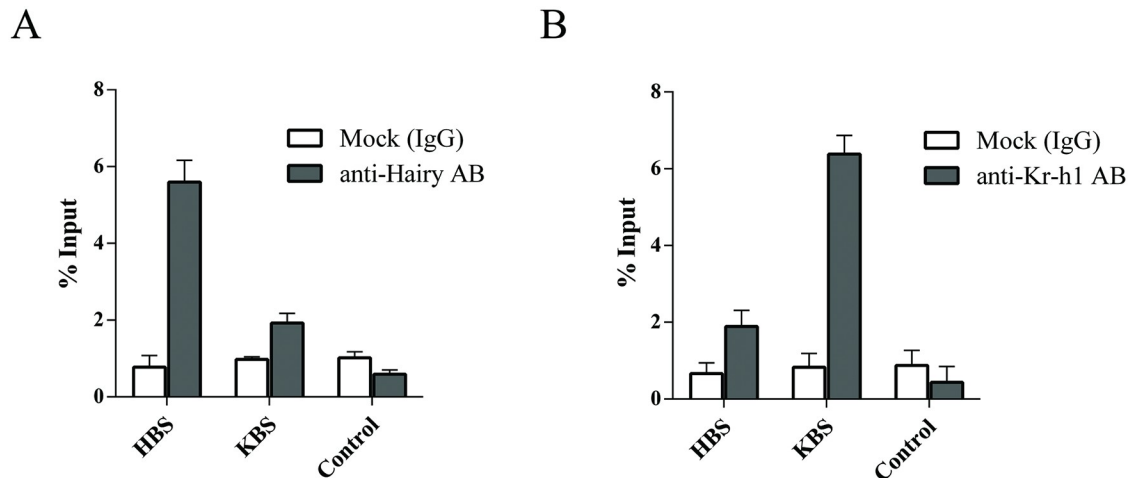 A
8
6
4
2
0
% Input
Mock (IgG)
anti-Hairy AB
HBS
KBS
Control
B
8
6
4
2
0
% Input
Mock (IgG)
anti-Kr-h1 AB
HBS
KBS
Control